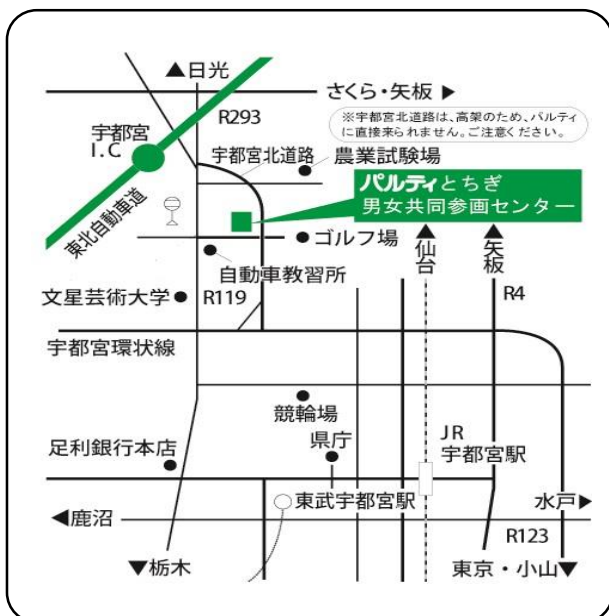 ▲日光
さくら・矢板▶
R293
※宇都宮北道路は、高架のため、パルティ
に直接来られません。ご注意ください。
宇都宮
I.C.
宇都宮北道路
農業試験場
パルティとちぎ
男女共同参画センター
東北自動車道
ゴルフ場
▲仙台
▲矢板
自動車教習所
文星芸術大学
R119
R4
宇都宮環状線
競輪場
県庁
JR
宇都宮駅
足利銀行本店
東武宇都宮駅
水戸▶
◀鹿沼
R123
▼栃木
東京・小山▼